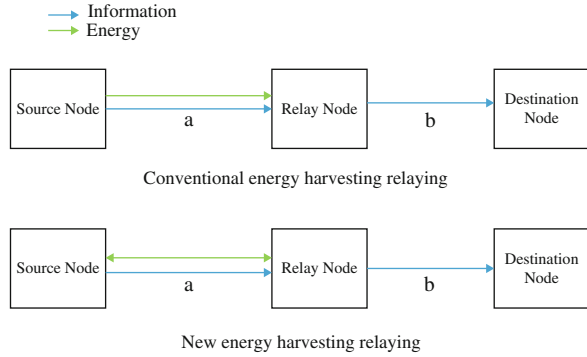 Information
Energy
Source Node
a
Relay Node
b
Destination
Node
Conventional energy harvesting relaying
Source Node
a
Relay Node
b
Destination
Node
New energy harvesting relaying